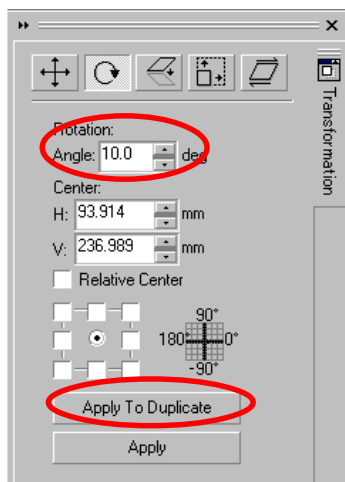 Transformation
Rotation:
Angle: 10.0 deg
Center:
H: 93.914 mm
V: 236.989 mm
Relative Center
90°
180° 0°
-90°
Apply To Duplicate
Apply